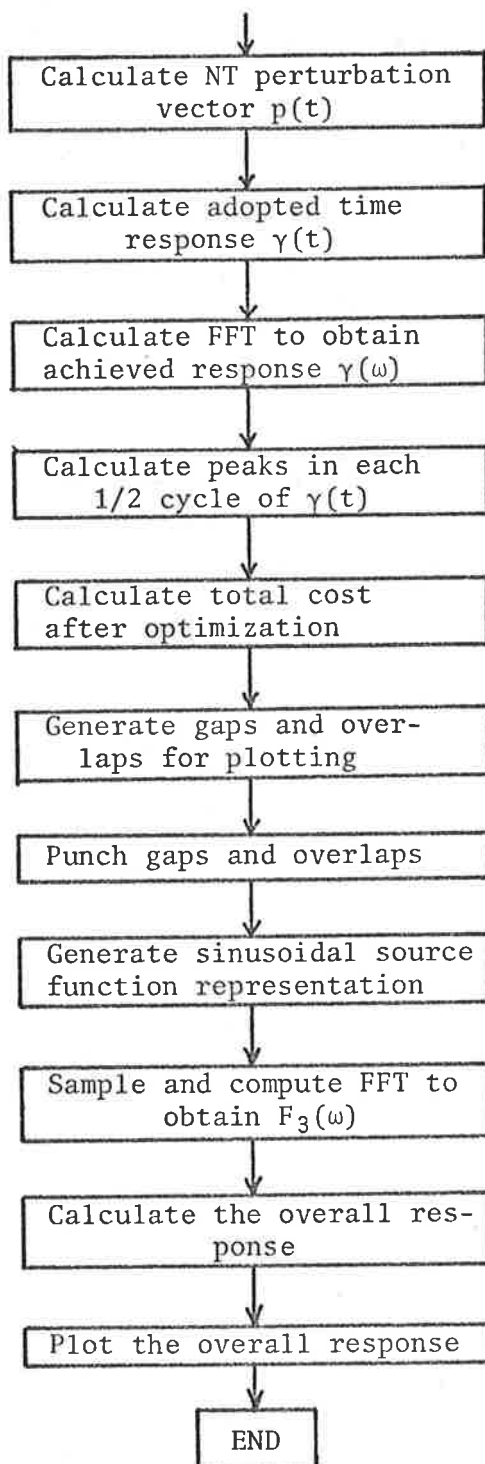 Calculate NT perturbation
vector p(t)
Calculate adopted time
response γ(t)
Calculate FFT to obtain
achieved response γ(ω)
Calculate peaks in each
1/2 cycle of γ(t)
Calculate total cost
after optimization
Generate gaps and over-
laps for plotting
Punch gaps and overlaps
Generate sinusoidal source
function representation
Sample and compute FFT to
obtain F₃(ω)
Calculate the overall res-
ponse
Plot the overall response
END